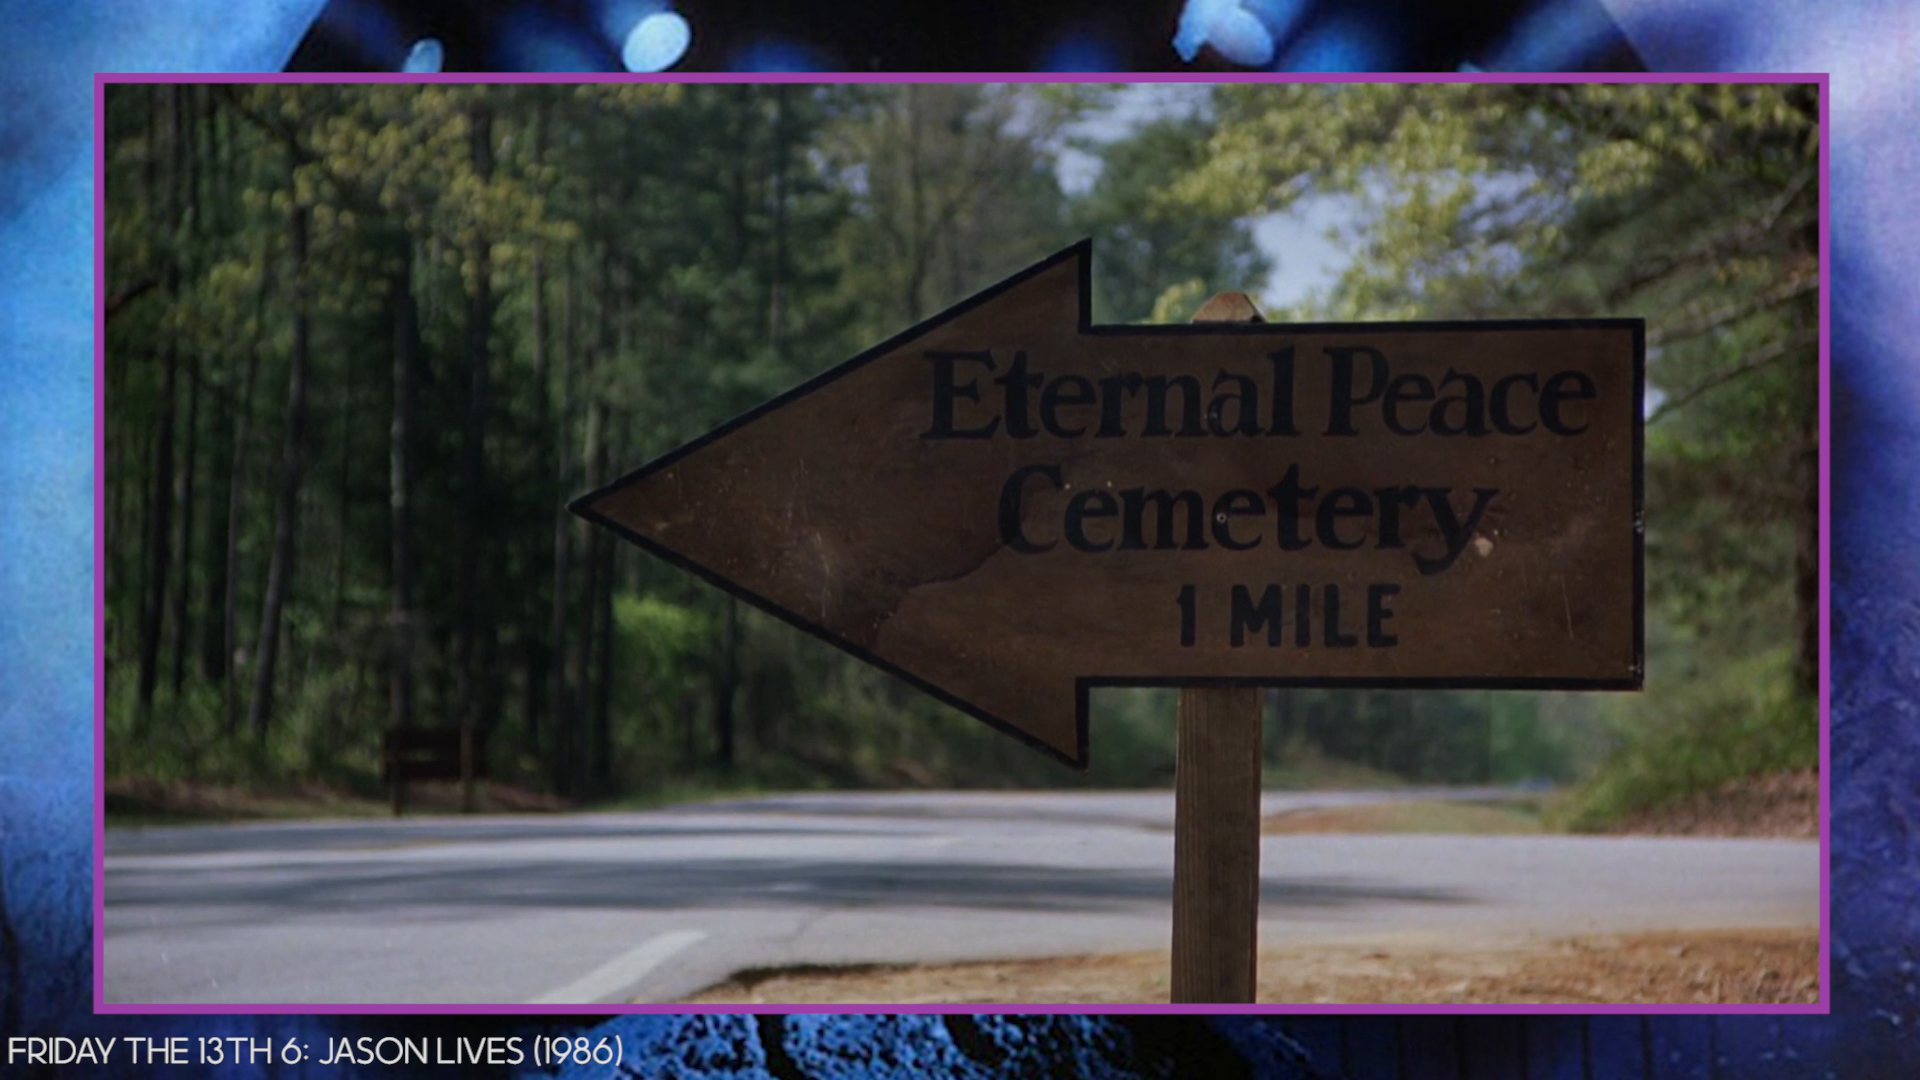 Eternal Peace
Cemetery
1 MILE
FRIDAY THE 13TH 6: JASON LIVES (1986)